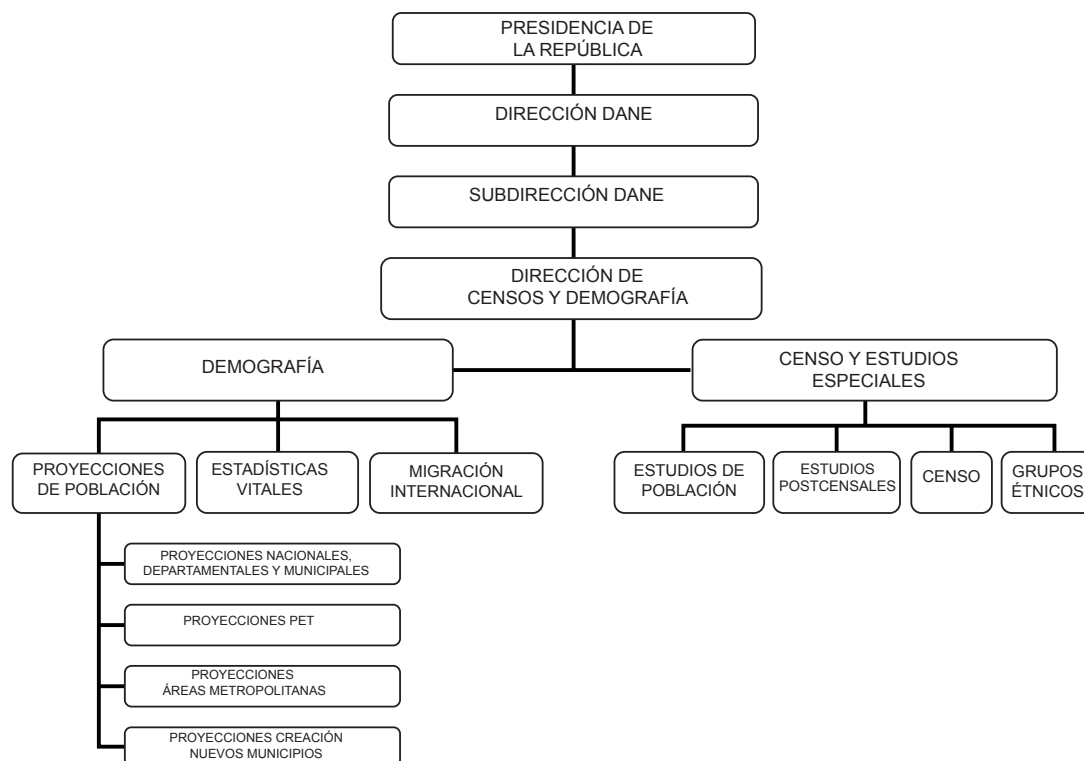 PRESIDENCIA DE
LA REPÚBLICA
DIRECCIÓN DANE
SUBDIRECCIÓN DANE
DIRECCIÓN DE
CENSOS Y DEMOGRAFÍA
DEMOGRAFÍA
CENSO Y ESTUDIOS
ESPECIALES
PROYECCIONES
DE POBLACIÓN
ESTADÍSTICAS
VITALES
MIGRACIÓN
INTERNACIONAL
ESTUDIOS DE
POBLACIÓN
ESTUDIOS
POSTCENSALES
CENSO
GRUPOS
ÉTNICOS
PROYECCIONES NACIONALES,
DEPARTAMENTALES Y MUNICIPALES
PROYECCIONES PET
PROYECCIONES
ÁREAS METROPOLITANAS
PROYECCIONES CREACIÓN
NUEVOS MUNICIPIOS